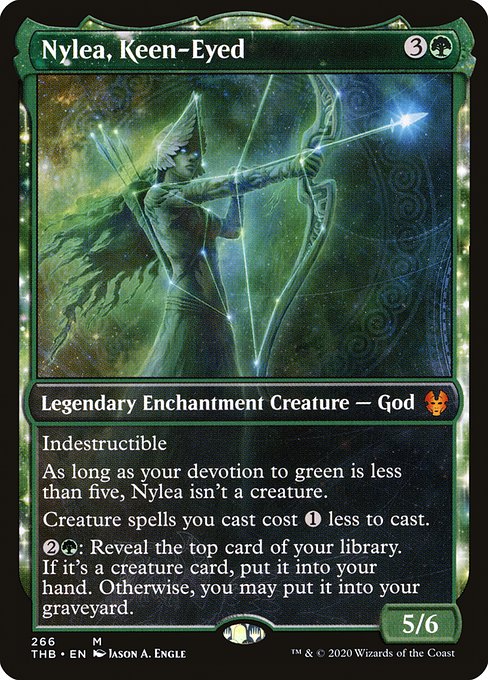 Nylea, Keen-Eyed 3
Legendary Enchantment Creature — God
Indestructible
As long as your devotion to green is less
than five, Nylea isn't a creature.
Creature spells you cast cost 1 less to cast.
2: Reveal the top card of your library.
If it's a creature card, put it into your
hand. Otherwise, you may put it into your
graveyard.
5/6
266 M
THB • EN Jason A. Engle
™ & © 2020 Wizards of the Coast